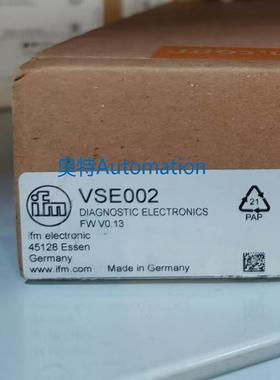 奥特Automation
ifm
VSE002
DIAGNOSTIC ELECTRONICS
FW V0.13
ifm electronic
45128 Essen
Germany
www.ifm.com Made in Germany
21
PAP